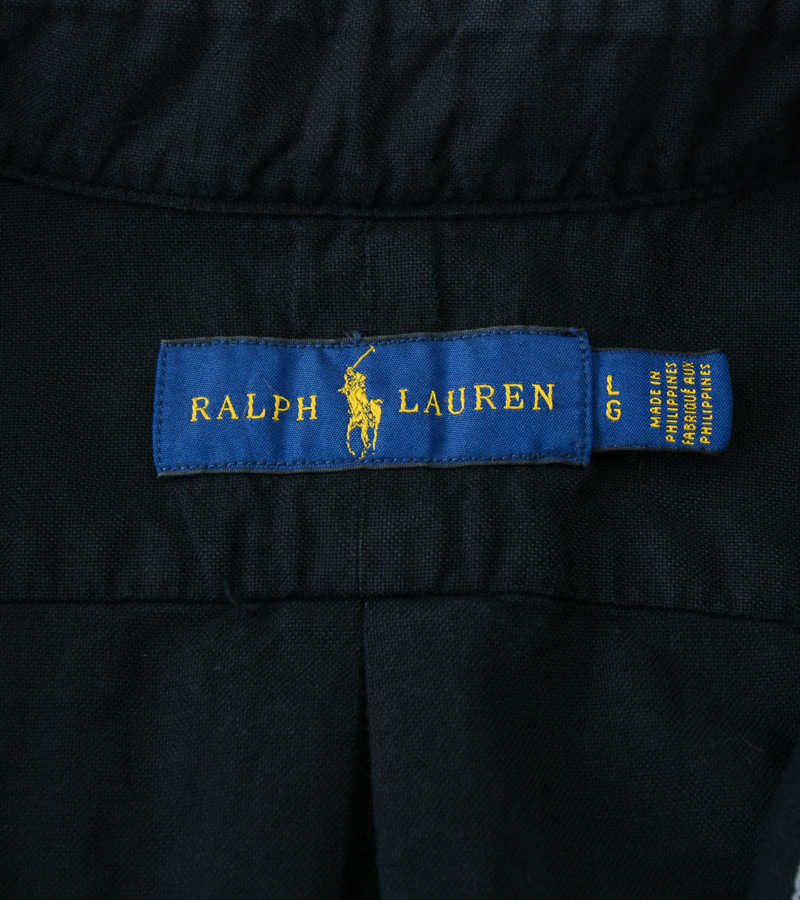 RALPH LAUREN
L
G
MADE IN
PHILIPPINES
FABRIQUÉ AUX
PHILIPPINES